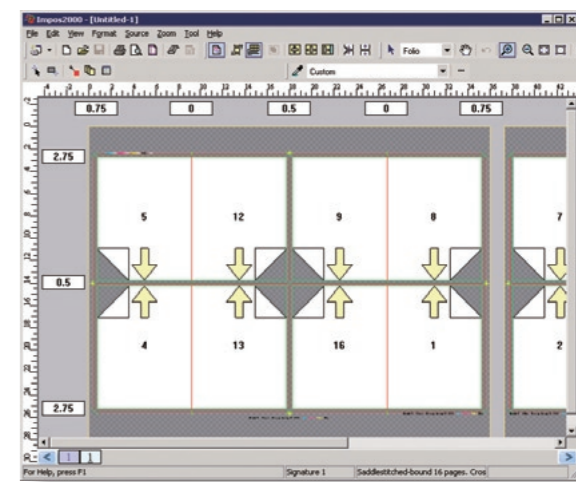 Impos2000 - [Untitled-1]
File Edit View Format Source Zoom Tool Help
Folio
Custom
0.75 0 0.5 0 0.75
2.75
5 12 9 8 7
0.5
4 13 16 1 2
2.75
1 1
For Help, press F1 Signature 1 Saddlestitched-bound 16 pages. Cros